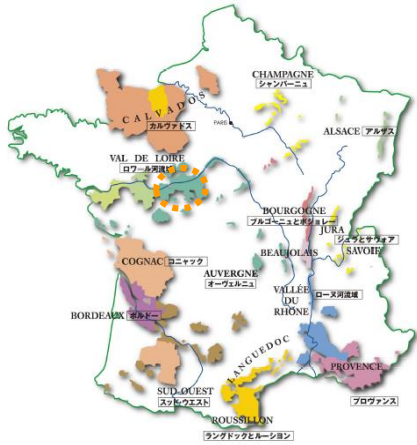 CHAMPAGNE
シャンパーニュ
CALVADOS
カルヴァドス
PARIS
ALSACE アルザス
VAL DE LOIRE
ロワール河流域
BOURGOGNE
ブルゴーニュとボジョレー
JURA
ジュラとサヴォア
SAVOIE
BEAUJOLAIS
COGNAC コニャック
AUVERGNE
オーヴェルニュ
VALLÉE
DU
RHONE
ローヌ河流域
BORDEAUX ボルドー
LANGUEDOC
PROVENCE
プロヴァンス
SUD-OUEST
スッド・ウエスト
ROUSSILLON
ラングドックとルーション